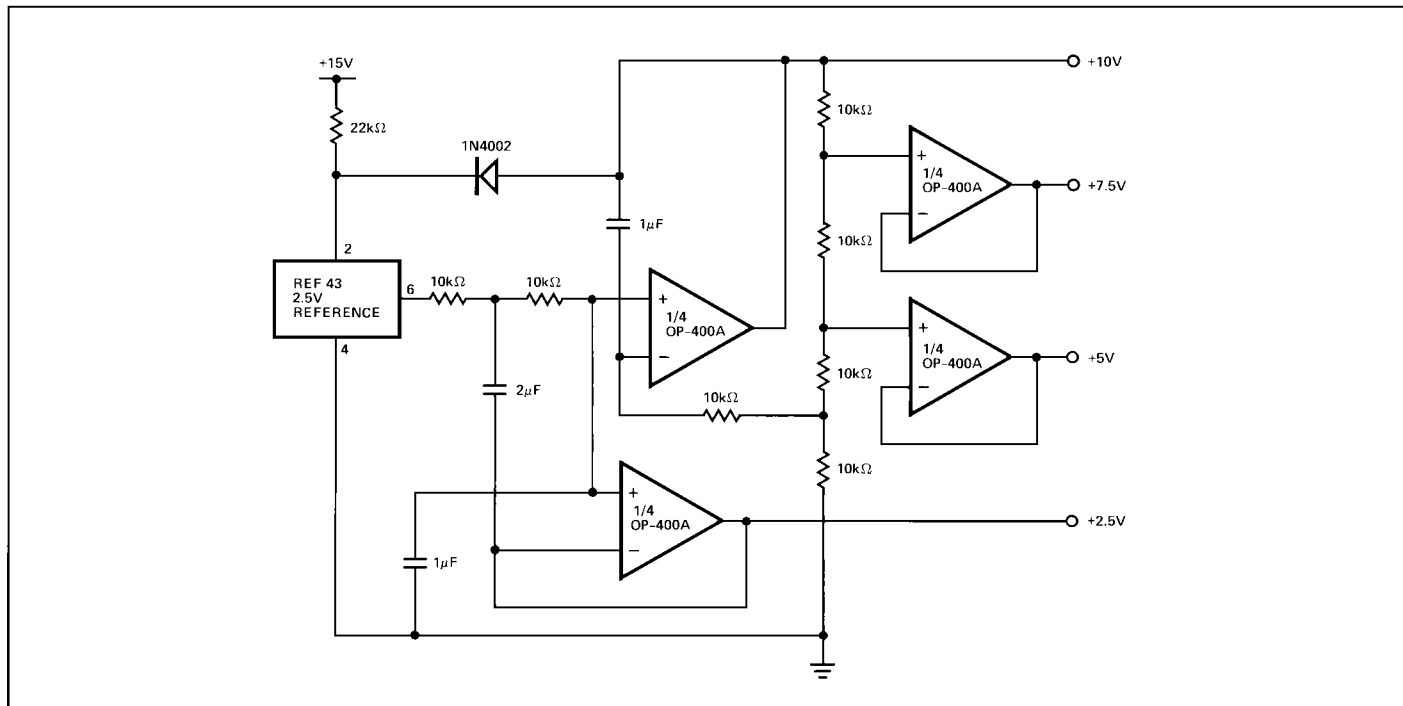 +15V
+10V
10kΩ
22kΩ
1N4002
+
1/4
OP-400A
−
+7.5V
1μF
10kΩ
2
REF 43
2.5V
REFERENCE
6
10kΩ
10kΩ
+
1/4
OP-400A
−
+
1/4
OP-400A
−
+5V
4
10kΩ
2μF
10kΩ
10kΩ
+
1/4
OP-400A
−
+2.5V
1μF